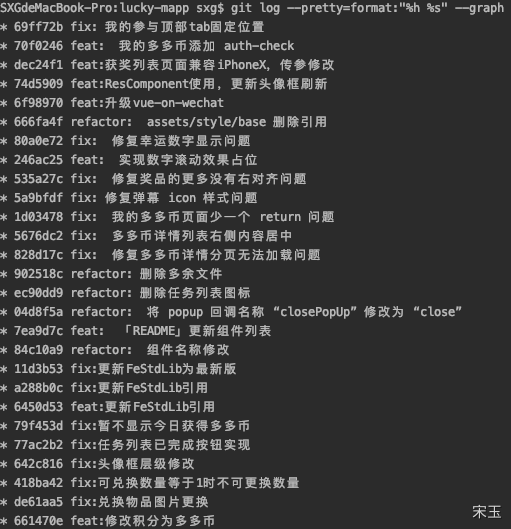 SXGdeMacBook-Pro:lucky-mapp sxg$ git log --pretty=format:"%h %s" --graph
* 69ff72b fix: 我的参与顶部tab固定位置
* 70f0246 feat:  我的多多币添加 auth-check
* dec24f1 feat:获奖列表页面兼容iPhoneX，传参修改
* 74d5909 feat:ResComponent使用，更新头像框刷新
* 6f98970 feat:升级vue-on-wechat
* 666fa4f refactor:  assets/style/base 删除引用
* 80a0e72 fix:  修复幸运数字显示问题
* 246ac25 feat:  实现数字滚动效果占位
* 535a27c fix:  修复奖品的更多没有右对齐问题
* 5a9bfdf fix: 修复弹幕 icon 样式问题
* 1d03478 fix:  我的多多币页面少一个 return 问题
* 5676dc2 fix:  多多币详情列表右侧内容居中
* 828d17c fix:  修复多多币详情分页无法加载问题
* 902518c refactor: 删除多余文件
* ec90dd9 refactor: 删除任务列表图标
* 04d8f5a refactor:  将 popup 回调名称 “closePopUp” 修改为 “close”
* 7ea9d7c feat:  「README」更新组件列表
* 84c10a9 refactor:  组件名称修改
* 11d3b53 fix:更新FeStdLib为最新版
* a288b0c fix:更新FeStdLib引用
* 6450d53 feat:更新FeStdLib引用
* 79f453d fix:暂不显示今日获得多多币
* 77ac2b2 fix:任务列表已完成按钮实现
* 642c816 fix:头像框层级修改
* 418ba42 fix:可兑换数量等于1时不可更换数量
* de61aa5 fix:兑换物品图片更换
* 661470e feat:修改积分为多多币
宋玉